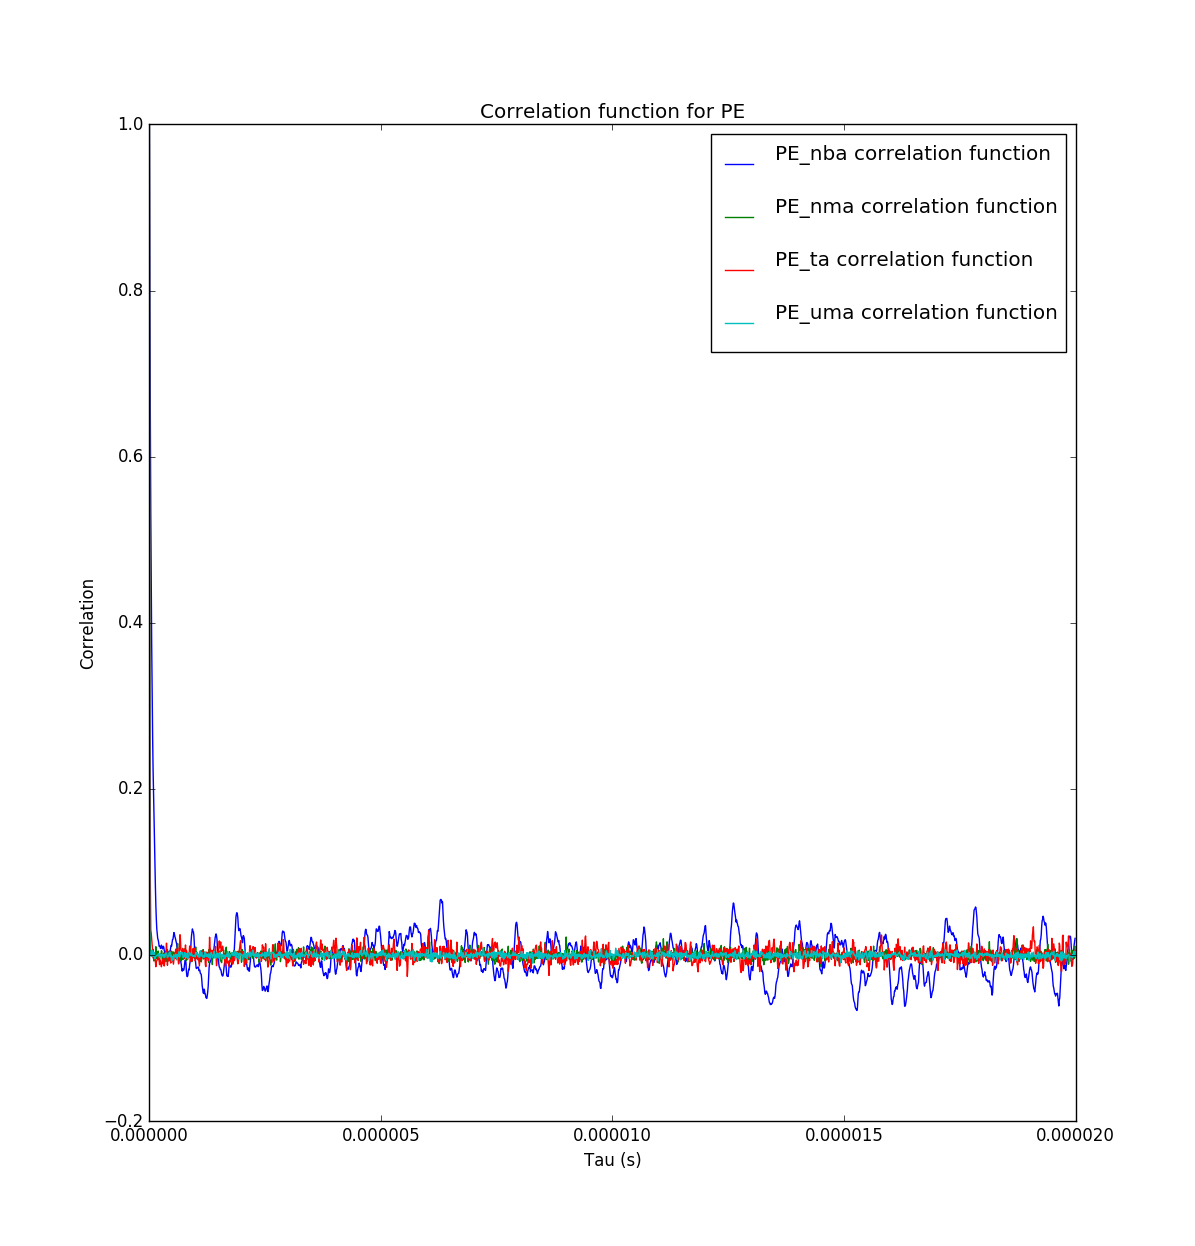 Correlation function for PE
1.0
PE_nba correlation function
PE_nma correlation function
PE_ta correlation function
PE_uma correlation function
0.8
0.6
0.4
0.2
0.0
−0.2
Correlation
0.000000
0.000005
0.000010
0.000015
0.000020
Tau (s)